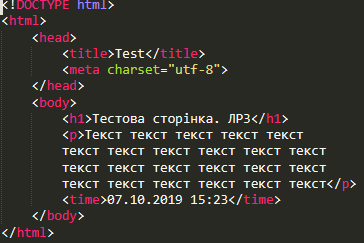 <!DOCTYPE html>
<html>
<head>
<title>Test</title>
<meta charset="utf-8">
</head>
<body>
<h1>Тестова сторінка. ЛР3</h1>
<p>Текст текст текст текст текст
текст текст текст текст текст текст
текст текст текст текст текст текст
текст текст текст текст текст текст</p>
<time>07.10.2019 15:23</time>
</body>
</html>